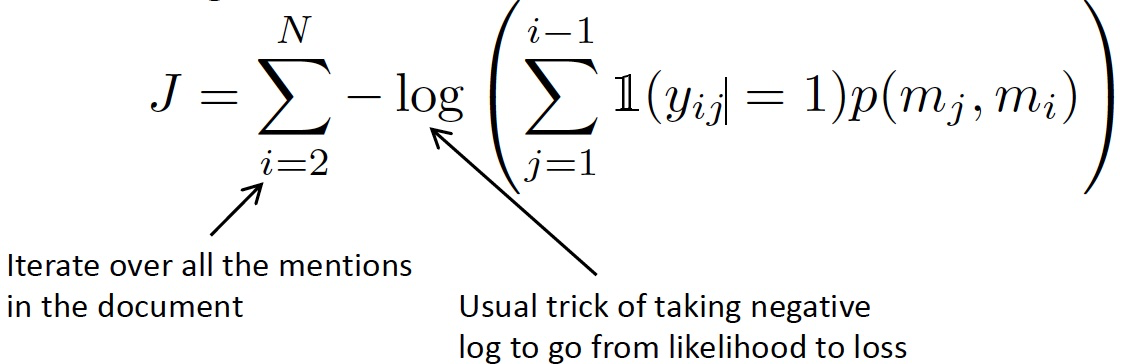 J = \sum_{i=2}^{N} -\log \left( \sum_{j=1}^{i-1} \mathbb{1}(y_{ij} = 1) p(m_j, m_i) \right)
Iterate over all the mentions
in the document
Usual trick of taking negative
log to go from likelihood to loss